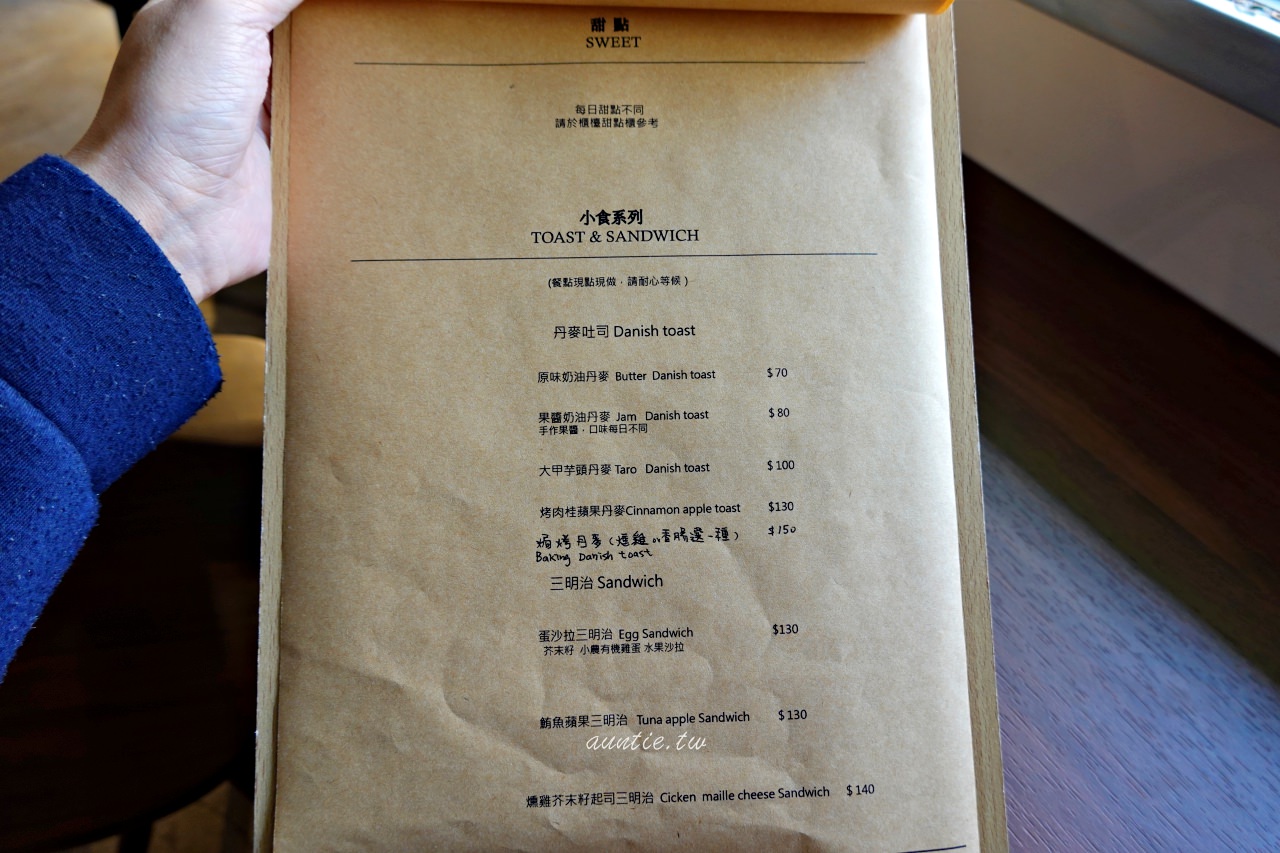 甜 點
SWEET
每日甜點不同
請於櫃檯甜點櫃參考
小食系列
TOAST & SANDWICH
(餐點現點現做，請耐心等候 )
丹麥吐司 Danish toast
原味奶油丹麥 Butter Danish toast $70
果醬奶油丹麥 Jam Danish toast $80
手作果醬，口味每日不同
大甲芋頭丹麥 Taro Danish toast $100
烤肉桂蘋果丹麥Cinnamon apple toast $130
焗烤丹麥 (燻雞 or 香腸選一種) $150
Baking Danish toast
三明治 Sandwich
蛋沙拉三明治 Egg Sandwich $130
芥末籽 小農有機雞蛋 水果沙拉
鮪魚蘋果三明治 Tuna apple Sandwich $130
auntie.tw
燻雞芥末籽起司三明治 Cicken maille cheese Sandwich $140